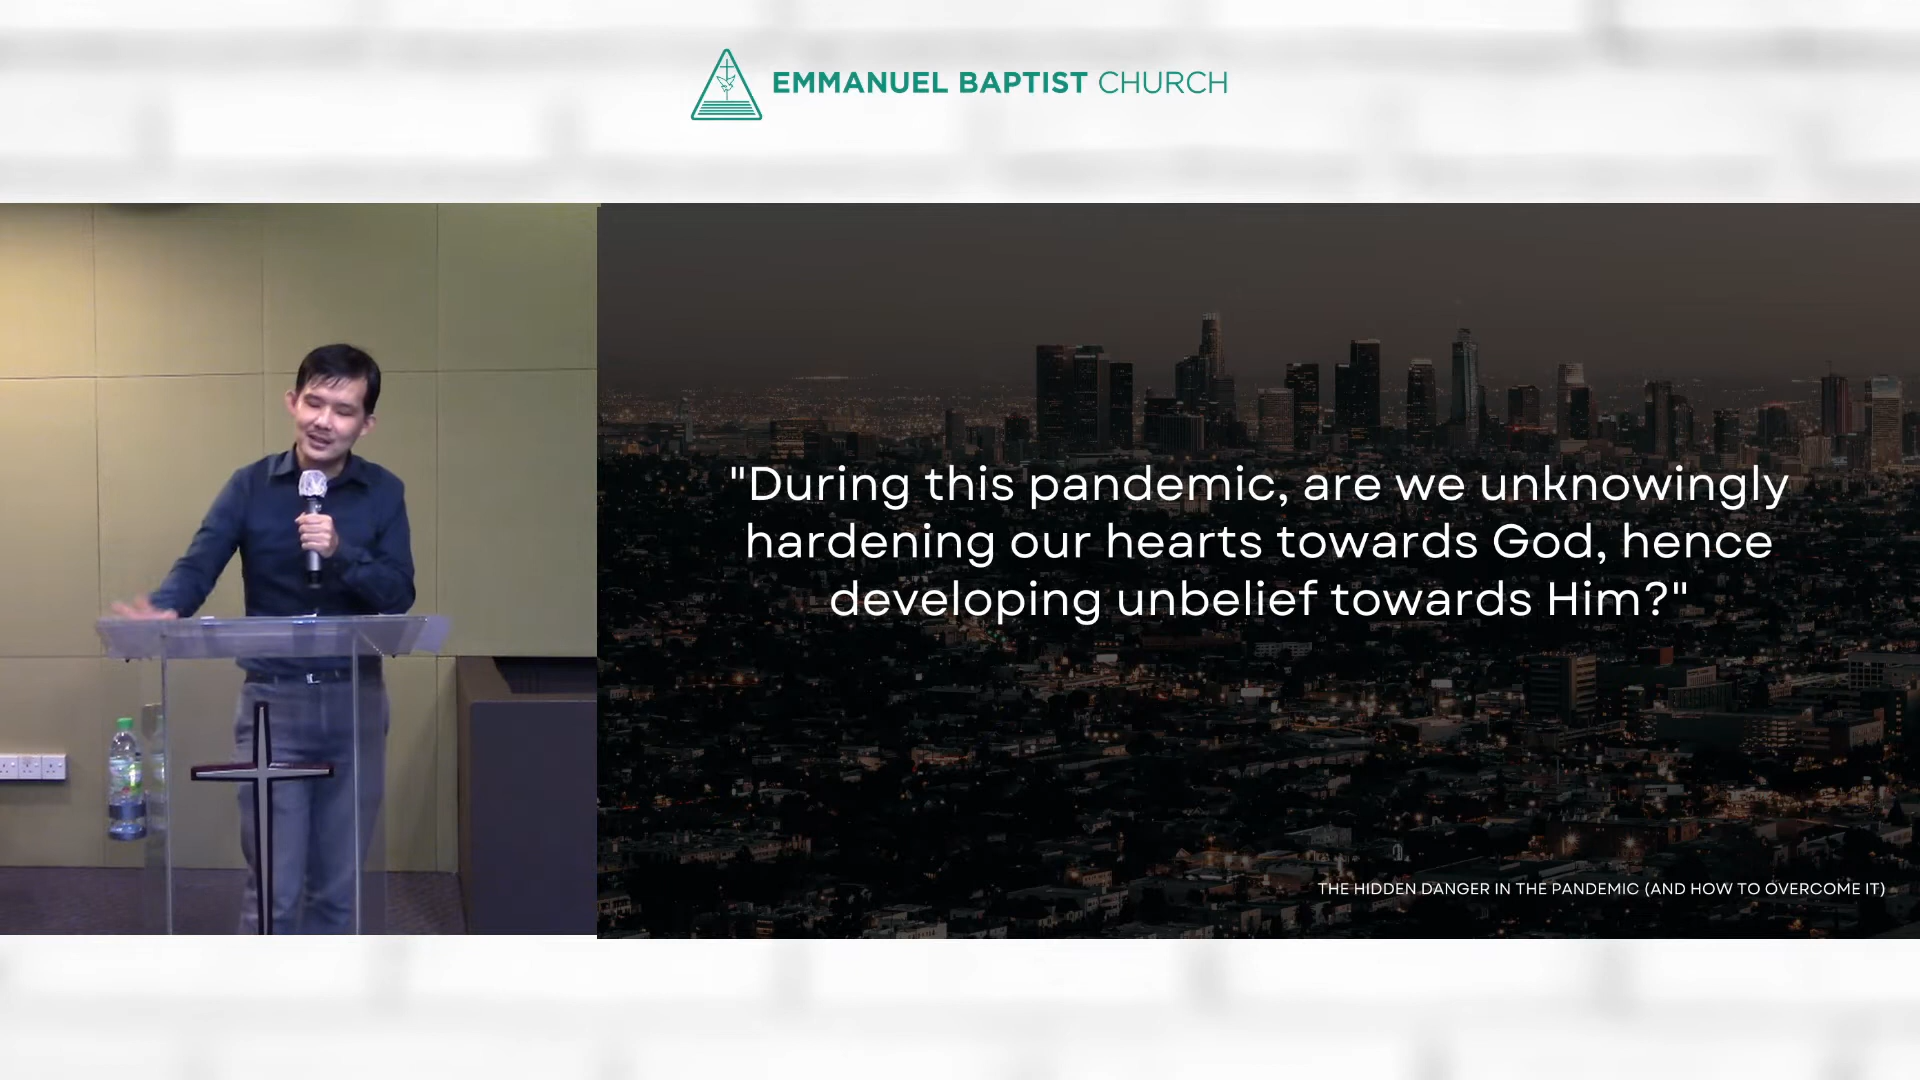 EMMANUEL BAPTIST CHURCH
"During this pandemic, are we unknowingly
hardening our hearts towards God, hence
developing unbelief towards Him?"
THE HIDDEN DANGER IN THE PANDEMIC (AND HOW TO OVERCOME IT)